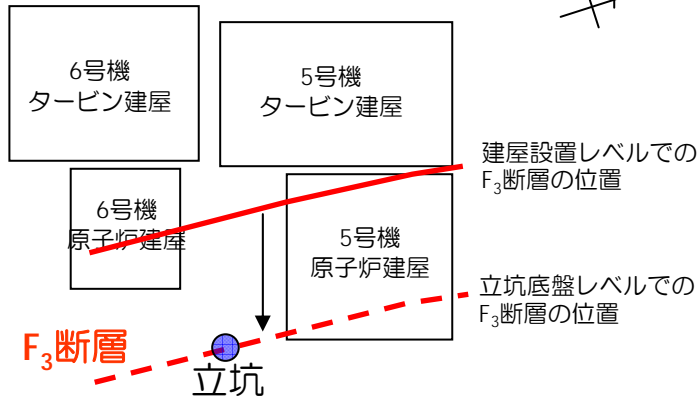 6号機
タービン建屋
5号機
タービン建屋
建屋設置レベルでの
F₃断層の位置
6号機
原子炉建屋
5号機
原子炉建屋
立坑底盤レベルでの
F₃断層の位置
F₃断層
立坑